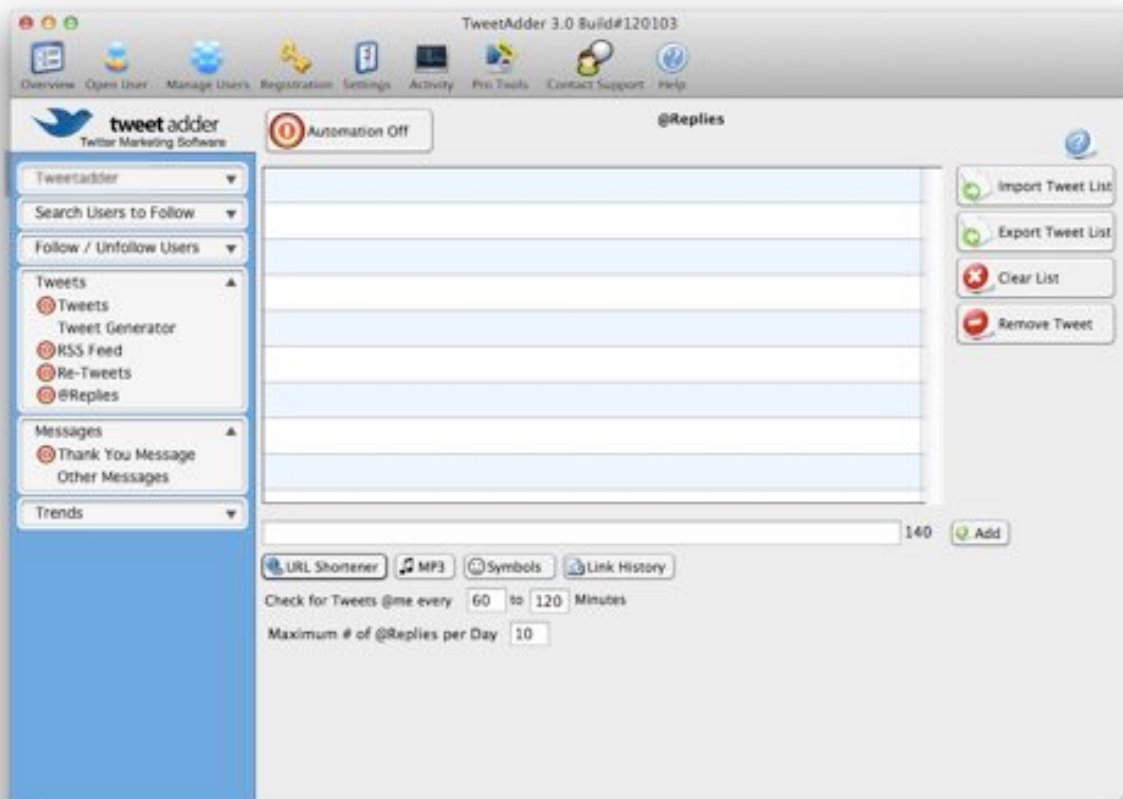 TweetAdder 3.0 Build#120103
Overview Open User Manage Users Registration Settings Activity Pro Tools Contact Support Help
tweet adder
Twitter Marketing Software
Automation Off
@Replies
Tweetadder
Search Users to Follow
Follow / Unfollow Users
Tweets
Tweets
Tweet Generator
RSS Feed
Re-Tweets
@Replies
Messages
Thank You Message
Other Messages
Trends
Import Tweet List
Export Tweet List
Clear List
Remove Tweet
140 Add
URL Shortener MP3 Symbols Link History
Check for Tweets @me every 60 to 120 Minutes
Maximum # of @Replies per Day 10